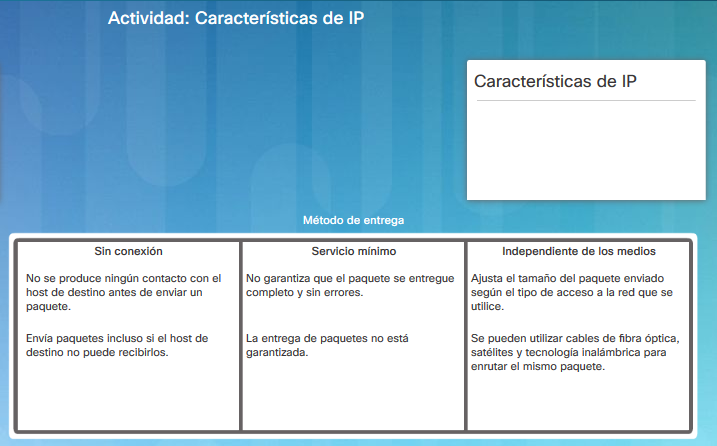 Actividad: Características de IP
Características de IP
Método de entrega
Sin conexión
No se produce ningún contacto con el
host de destino antes de enviar un
paquete.
Envía paquetes incluso si el host de
destino no puede recibirlos.
Servicio mínimo
No garantiza que el paquete se entregue
completo y sin errores.
La entrega de paquetes no está
garantizada.
Independiente de los medios
Ajusta el tamaño del paquete enviado
según el tipo de acceso a la red que se
utilice.
Se pueden utilizar cables de fibra óptica,
satélites y tecnología inalámbrica para
enrutar el mismo paquete.